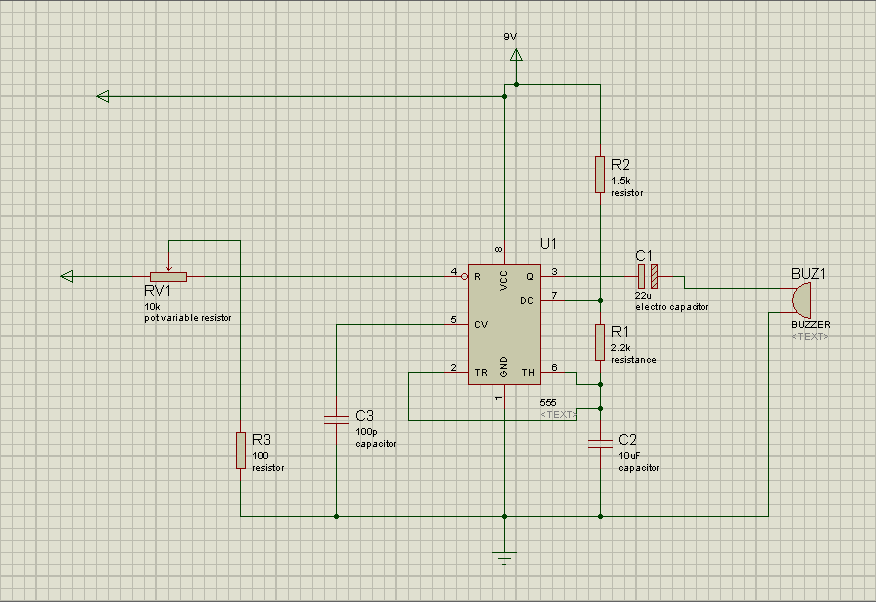 9V
R2
1.5k
resistor
U1
8
VCC
4
R
Q
3
DC
7
5
CV
2
TR
GND
TH
6
1
555
<TEXT>
C1
22u
electro capacitor
BUZ1
BUZZER
<TEXT>
RV1
10k
pot variable resistor
R1
2.2k
resistance
C3
100p
capacitor
R3
100
resistor
C2
10uF
capacitor